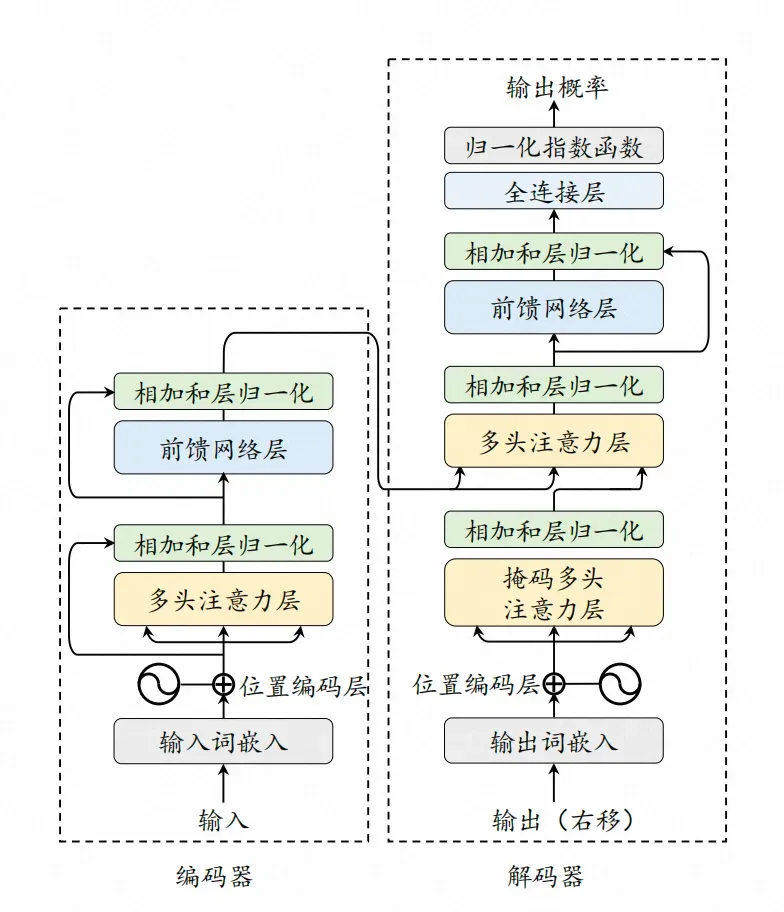 输出概率
归一化指数函数
全连接层
相加和层归一化
前馈网络层
相加和层归一化
多头注意力层
相加和层归一化
掩码多头
注意力层
位置编码层
输出词嵌入
输出（右移）
解码器
相加和层归一化
前馈网络层
相加和层归一化
多头注意力层
位置编码层
输入词嵌入
输入
编码器